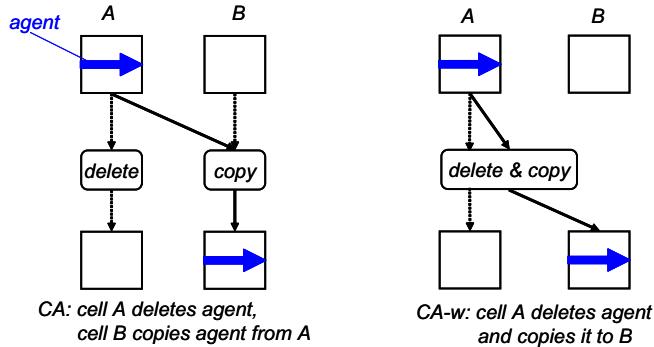 agent
A B
A B
delete copy
delete & copy
CA: cell A deletes agent,
cell B copies agent from A
CA-w: cell A deletes agent
and copies it to B